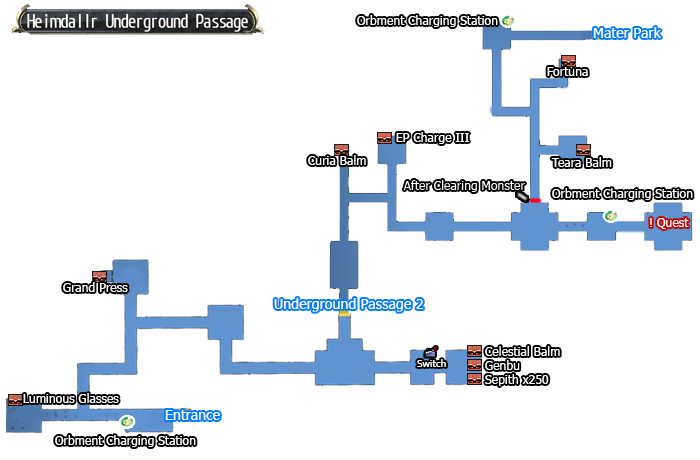 Heimdallr Underground Passage
Orbment Charging Station
Mater Park
Fortuna
EP Charge III
Curia Balm
Teara Balm
After Clearing Monster
Orbment Charging Station
! Quest
Grand Press
Underground Passage 2
Switch
Celestial Balm
Genbu
Sepith x250
Luminous Glasses
Entrance
Orbment Charging Station